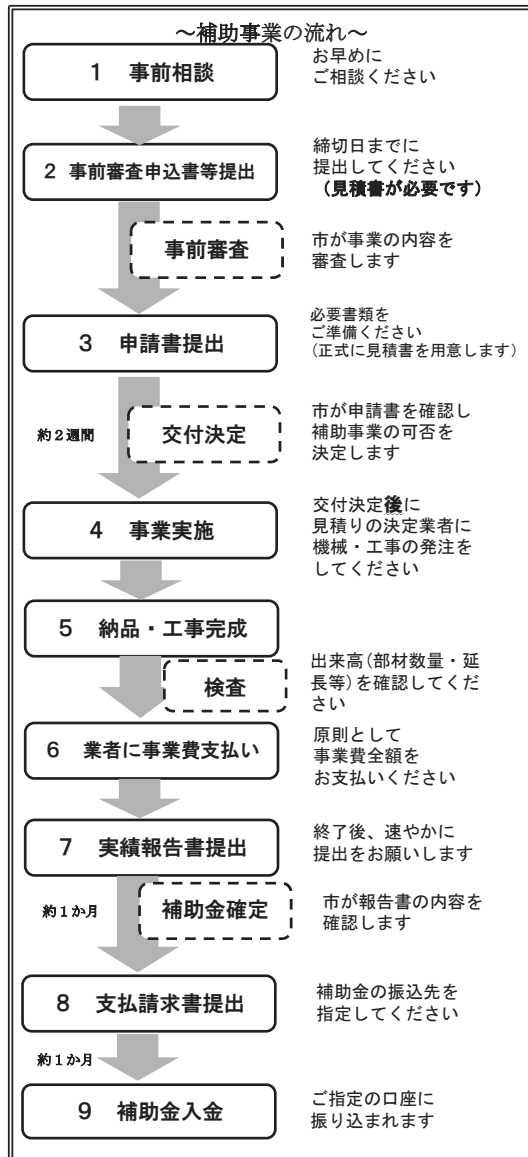 ～補助事業の流れ～
1 事前相談
お早めに
ご相談ください
2 事前審査申込書等提出
締切日までに
提出してください
(見積書が必要です)
事前審査
市が事業の内容を
審査します
3 申請書提出
必要書類を
ご準備ください
(正式に見積書を用意します)
約２週間
交付決定
市が申請書を確認し
補助事業の可否を
決定します
4 事業実施
交付決定後に
見積りの決定業者に
機械・工事の発注を
してください
5 納品・工事完成
検査
出来高(部材数量・延
長等)を確認してくだ
さい
6 業者に事業費支払い
原則として
事業費全額を
お支払いください
7 実績報告書提出
終了後、速やかに
提出をお願いします
約１か月
補助金確定
市が報告書の内容を
確認します
8 支払請求書提出
補助金の振込先を
指定してください
約１か月
9 補助金入金
ご指定の口座に
振り込まれます